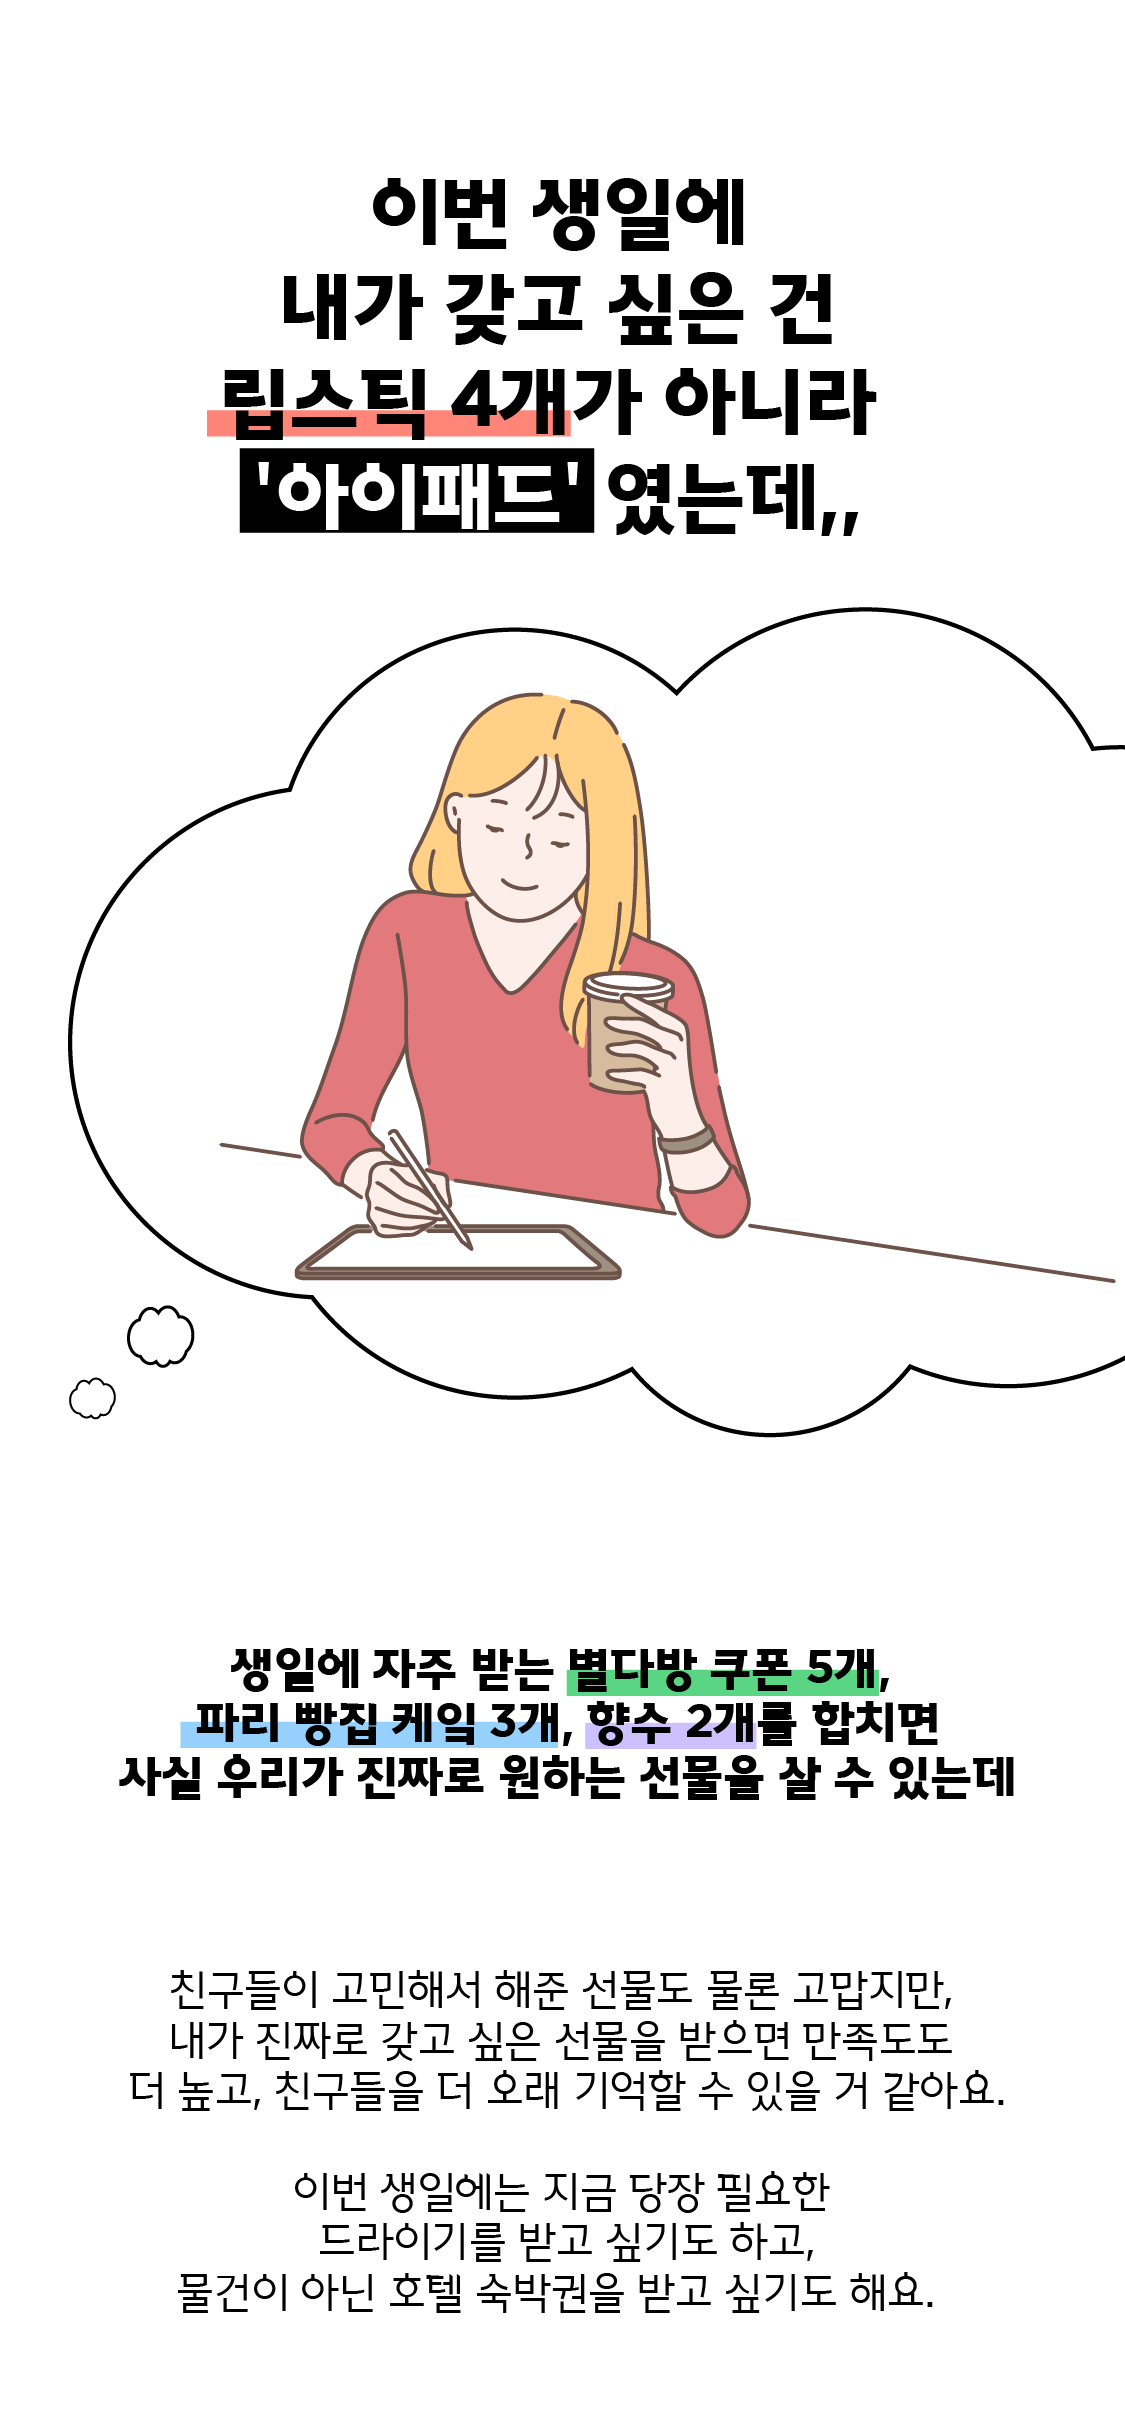 이번 생일에
내가 갖고 싶은 건
립스틱 4개가 아니라
'아이패드' 였는데,,
생일에 자주 받는 별다방 쿠폰 5개,
파리 빵집 케잌 3개, 향수 2개를 합치면
사실 우리가 진짜로 원하는 선물을 살 수 있는데
친구들이 고민해서 해준 선물도 물론 고맙지만,
내가 진짜로 갖고 싶은 선물을 받으면 만족도도
더 높고, 친구들을 더 오래 기억할 수 있을 거 같아요.
이번 생일에는 지금 당장 필요한
드라이기를 받고 싶기도 하고,
물건이 아닌 호텔 숙박권을 받고 싶기도 해요.